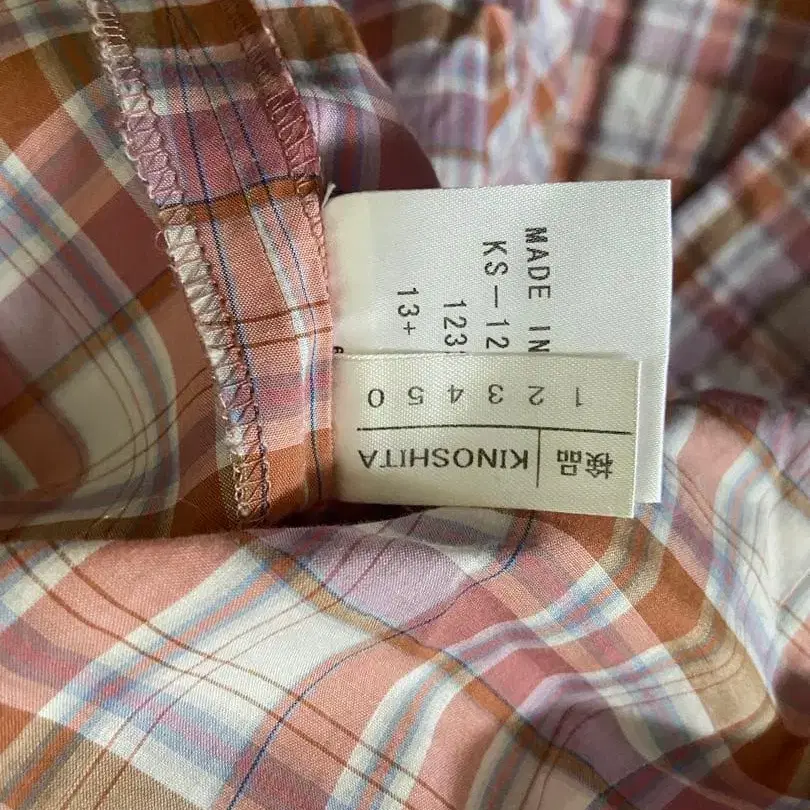 MADE IN
KS-12
123
13+
検品 KINOSHITA
1 2 3 4 5 0